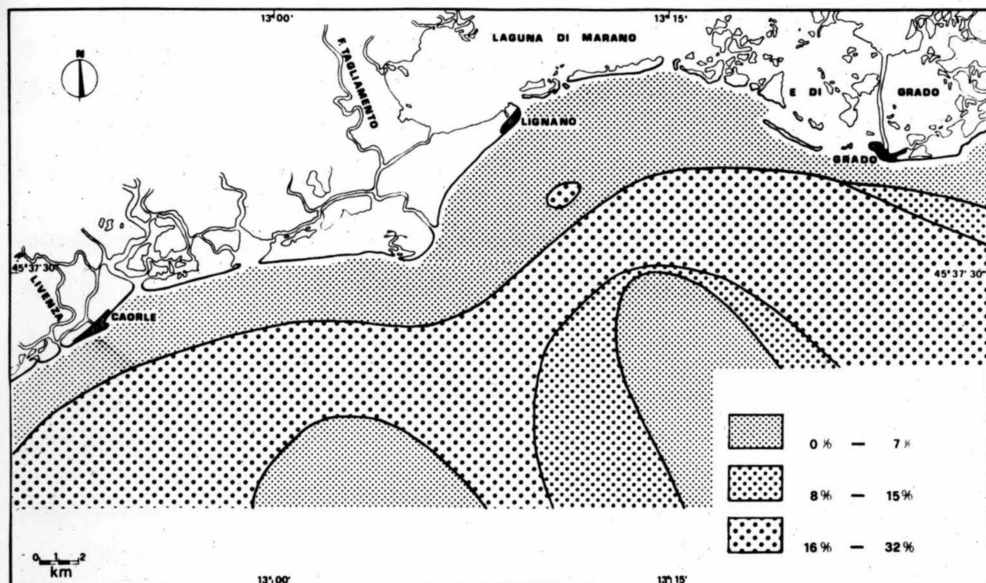 13° 00'
13° 15'
N
LAGUNA DI MARANO
F. TAGLIAMENTO
E DI
GRADO
LIGNANO
GRADO
45° 37' 30"
45° 37' 30"
LIVENZA
CAORLE
0 % — 7 %
8 % — 15 %
16 % — 32 %
0 1 2
km
13° 00'
13° 15'